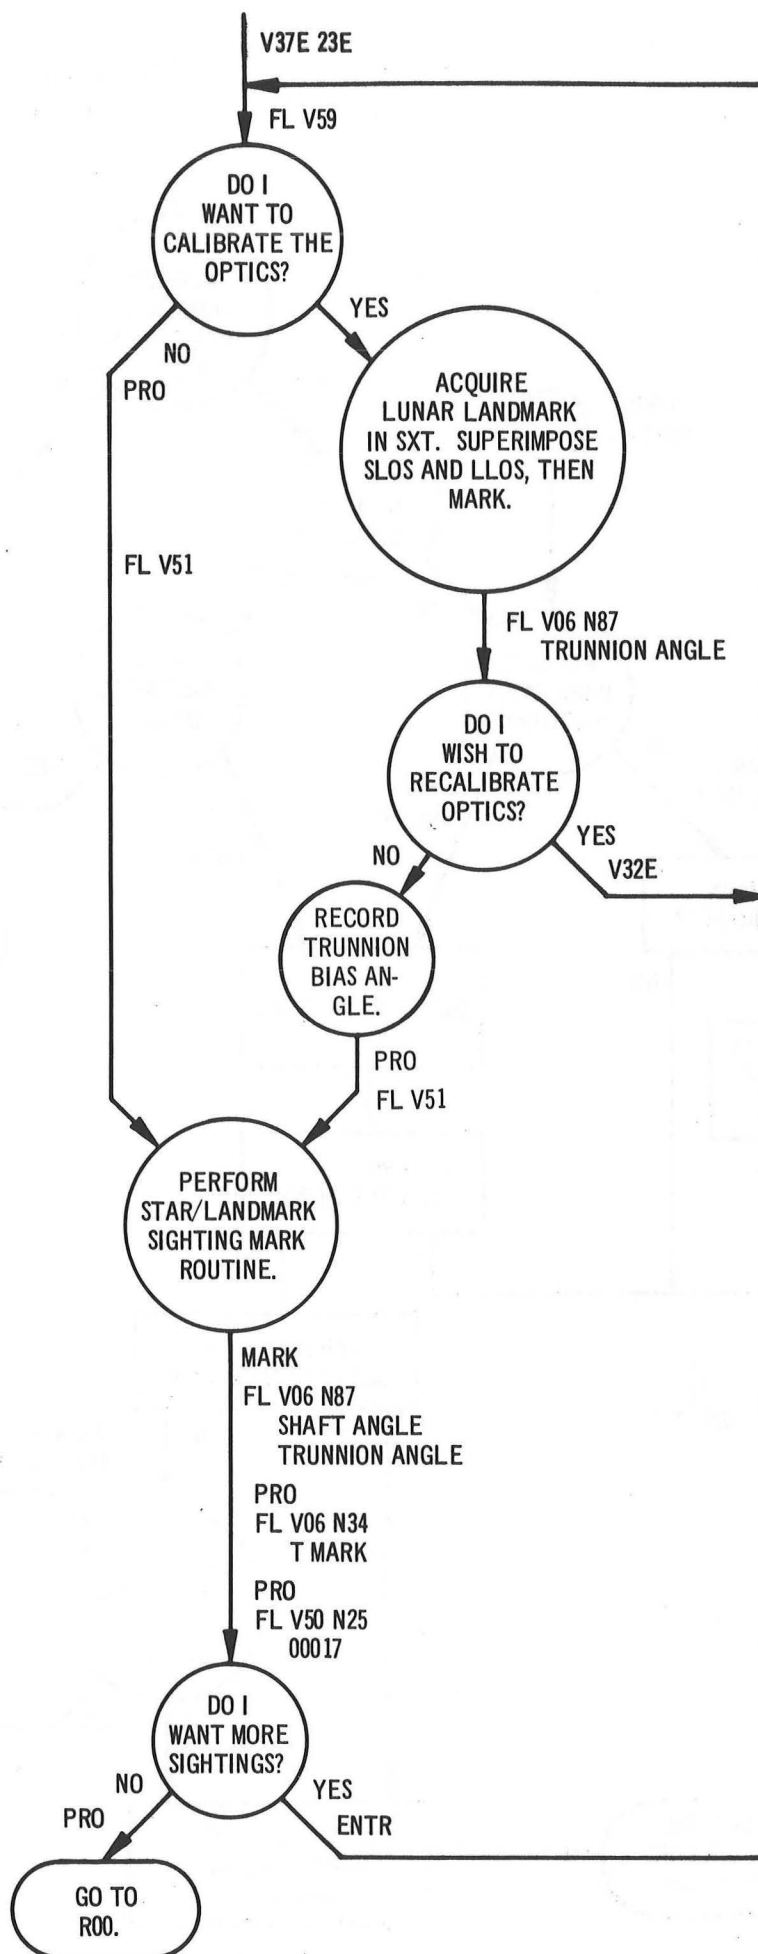 V37E 23E
FL V59
DO I
WANT TO
CALIBRATE THE
OPTICS?
YES
NO
PRO
ACQUIRE
LUNAR LANDMARK
IN SXT. SUPERIMPOSE
SLOS AND LLOS, THEN
MARK.
FL V51
FL V06 N87
TRUNNION ANGLE
DO I
WISH TO
RECALIBRATE
OPTICS?
YES
V32E
NO
RECORD
TRUNNION
BIAS AN-
GLE.
PRO
FL V51
PERFORM
STAR/LANDMARK
SIGHTING MARK
ROUTINE.
MARK
FL V06 N87
SHAFT ANGLE
TRUNNION ANGLE
PRO
FL V06 N34
T MARK
PRO
FL V50 N25
00017
DO I
WANT MORE
SIGHTINGS?
NO
PRO
YES
ENTR
GO TO
R00.